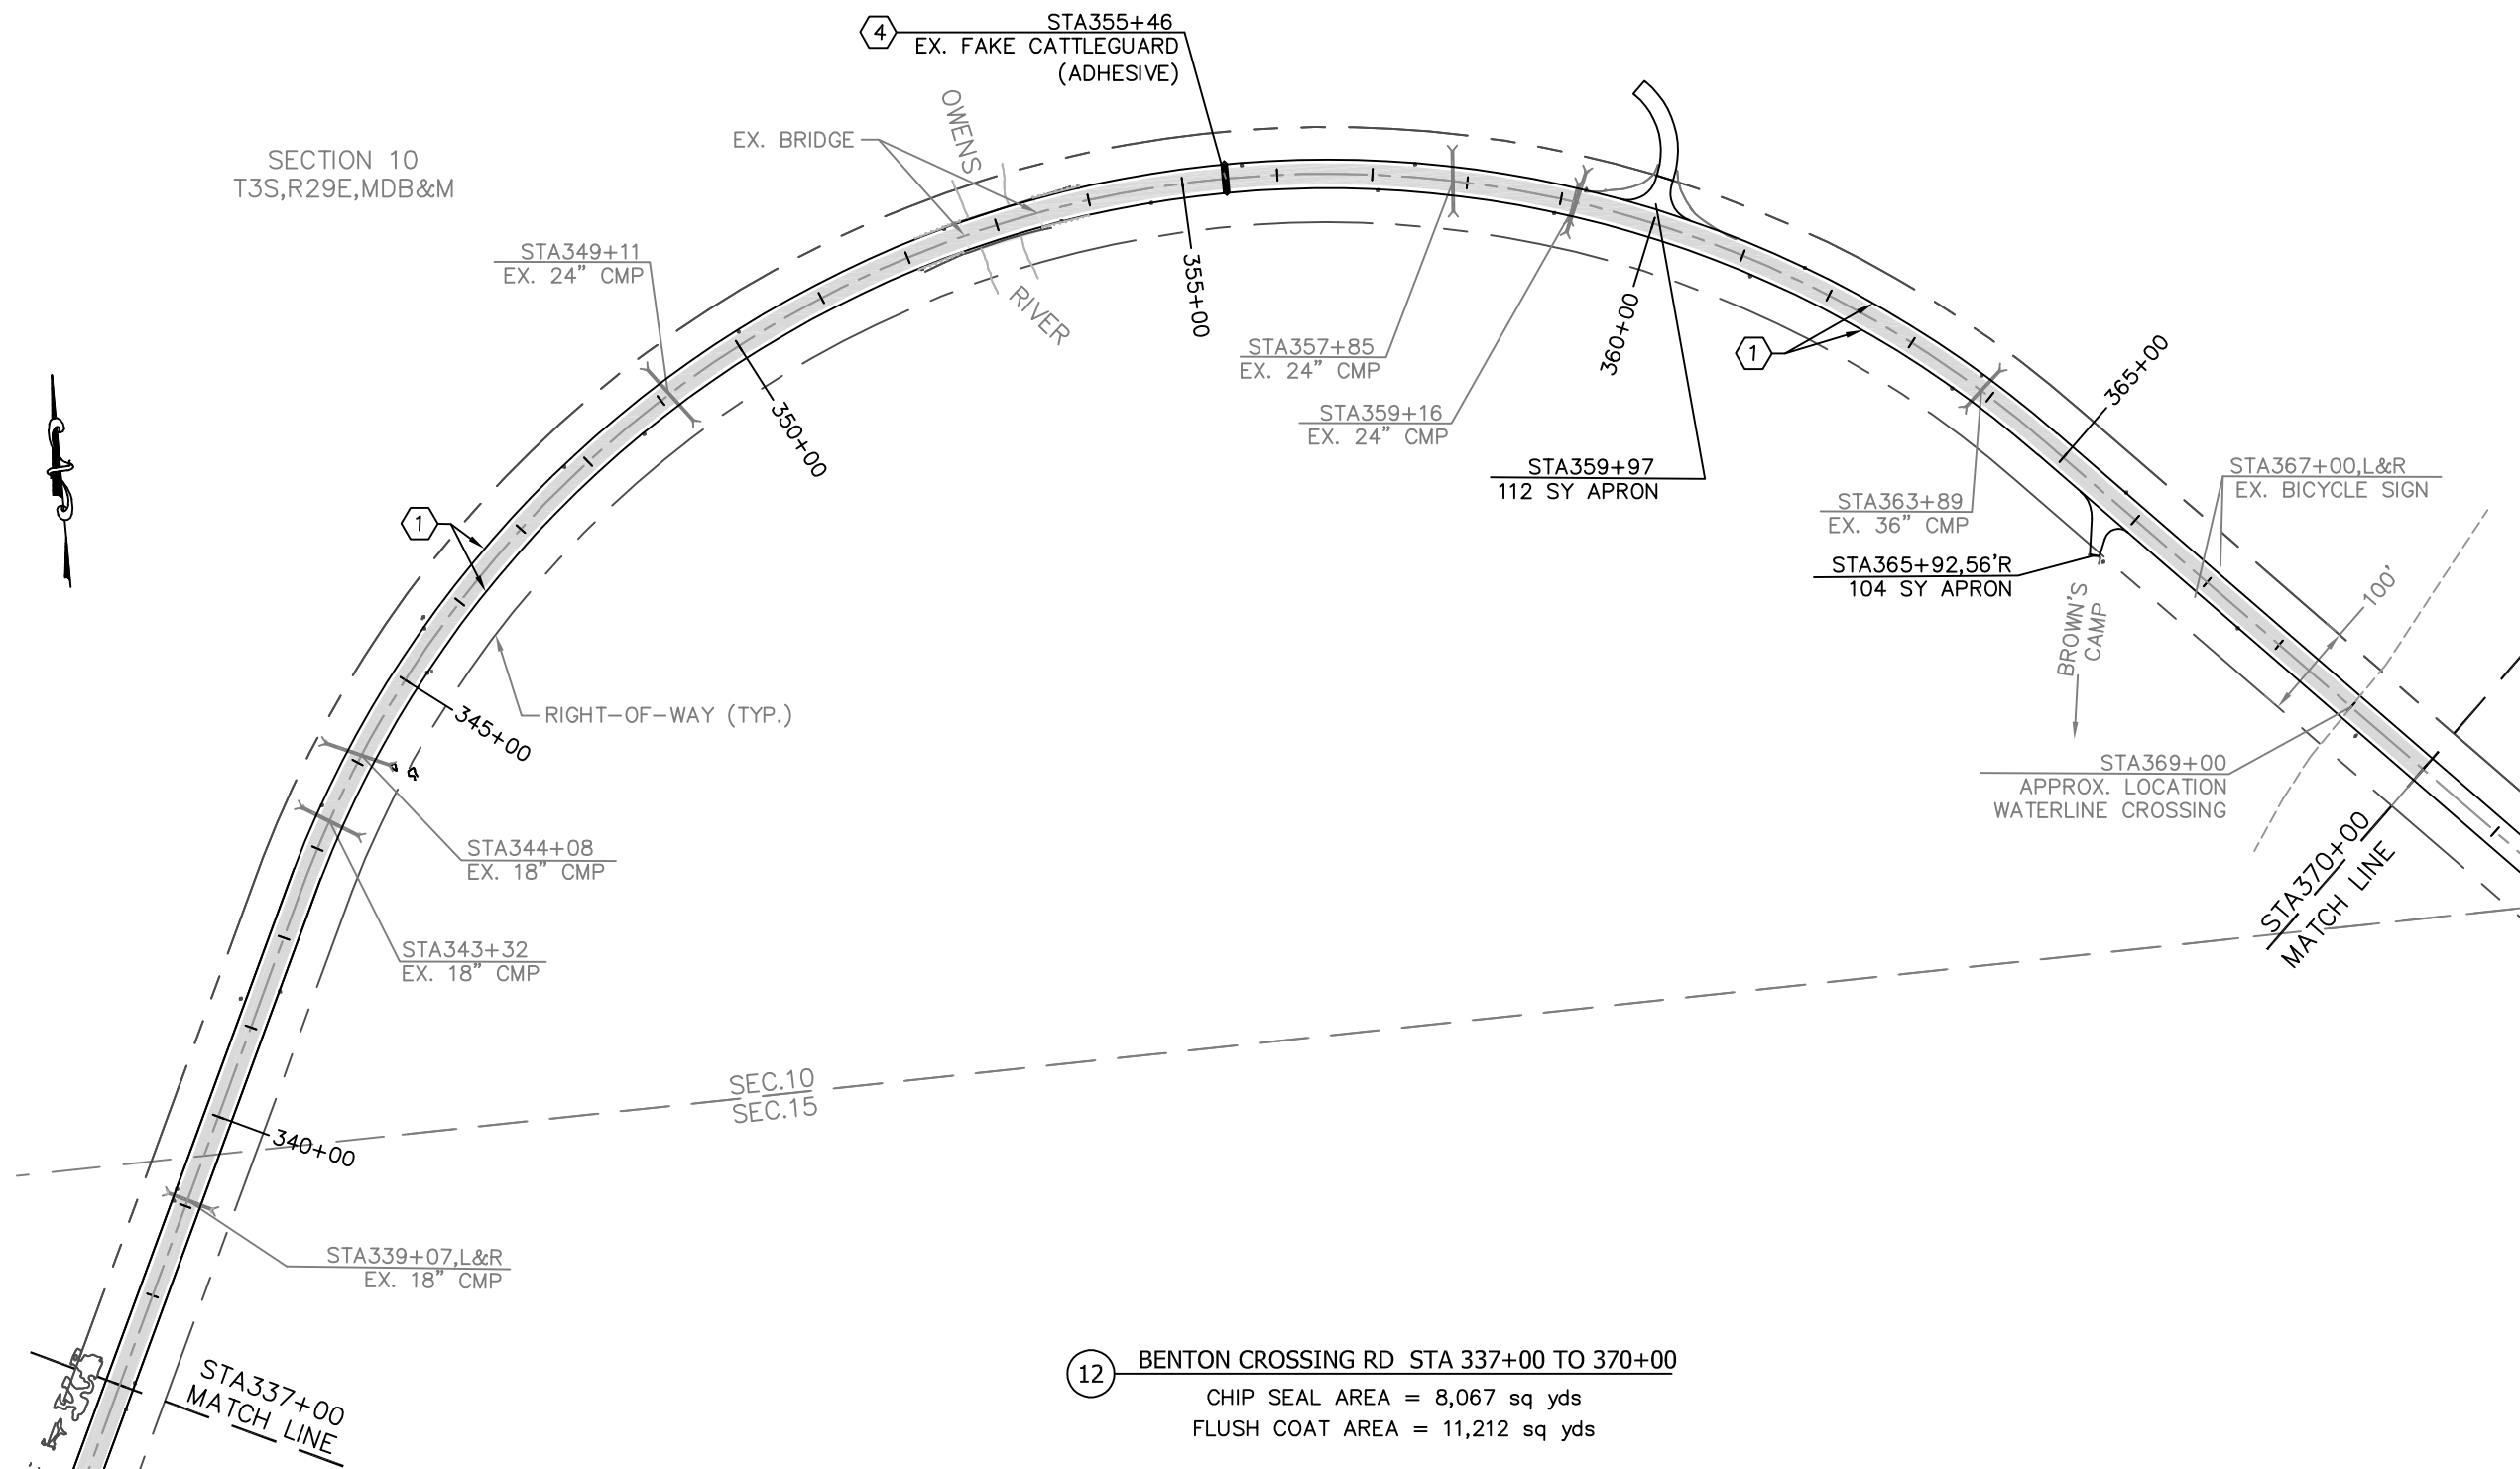 4
STA355+46
EX. FAKE CATTLEGUARD
(ADHESIVE)
SECTION 10
T3S,R29E,MDB&M
EX. BRIDGE
OWENS
RIVER
STA349+11
EX. 24" CMP
355+00
350+00
STA357+85
EX. 24" CMP
STA359+16
EX. 24" CMP
360+00
STA359+97
112 SY APRON
1
365+00
STA363+89
EX. 36" CMP
STA367+00,L&R
EX. BICYCLE SIGN
STA365+92,56'R
104 SY APRON
BROWN'S
CAMP
100'
1
345+00
RIGHT-OF-WAY (TYP.)
STA369+00
APPROX. LOCATION
WATERLINE CROSSING
STA370+00
MATCH LINE
STA344+08
EX. 18" CMP
STA343+32
EX. 18" CMP
SEC.10
SEC.15
340+00
STA339+07,L&R
EX. 18" CMP
STA337+00
MATCH LINE
12
BENTON CROSSING RD STA 337+00 TO 370+00
CHIP SEAL AREA = 8,067 sq yds
FLUSH COAT AREA = 11,212 sq yds